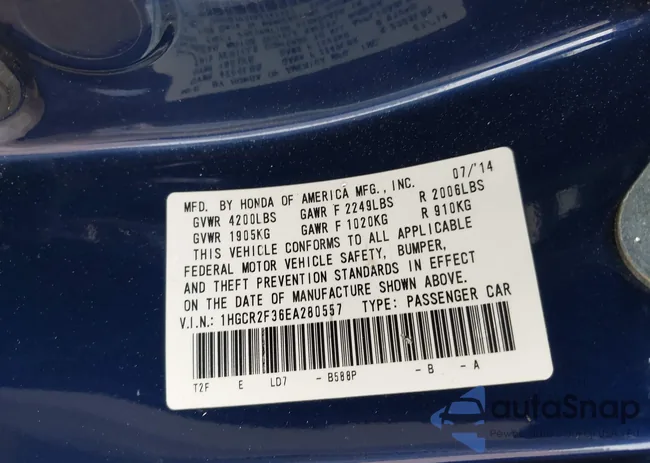 MFD. BY HONDA OF AMERICA MFG., INC. 07/'14
GVWR 4200LBS GAWR F 2249LBS R 2006LBS
GVWR 1905KG GAWR F 1020KG R 910KG
THIS VEHICLE CONFORMS TO ALL APPLICABLE
FEDERAL MOTOR VEHICLE SAFETY, BUMPER,
AND THEFT PREVENTION STANDARDS IN EFFECT
ON THE DATE OF MANUFACTURE SHOWN ABOVE.
V.I.N.: 1HGCR2F36EA280557 TYPE: PASSENGER CAR
T2F E LD7 -B588P -B -A
autoSnap